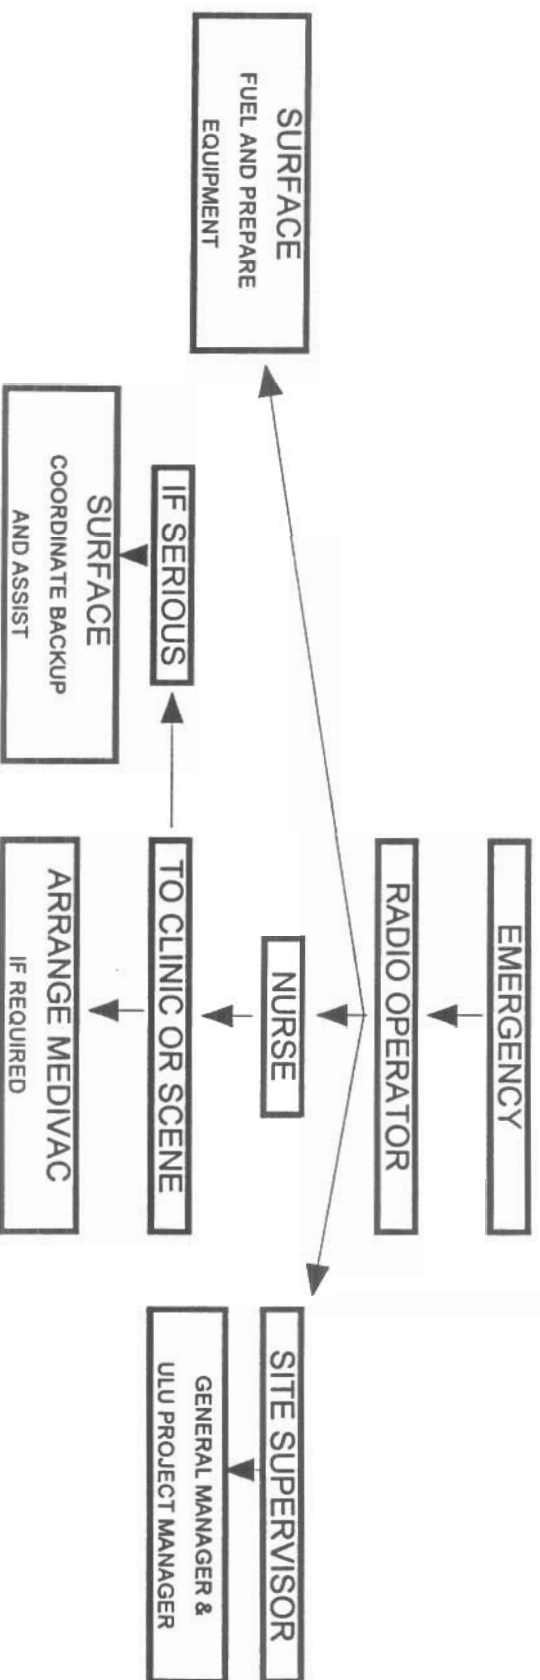 EMERGENCY
RADIO OPERATOR
SURFACE
FUEL AND PREPARE
EQUIPMENT
NURSE
SITE SUPERVISOR
IF SERIOUS
TO CLINIC OR SCENE
GENERAL MANAGER &
ULU PROJECT MANAGER
SURFACE
COORDINATE BACKUP
AND ASSIST
ARRANGE MEDIVAC
IF REQUIRED